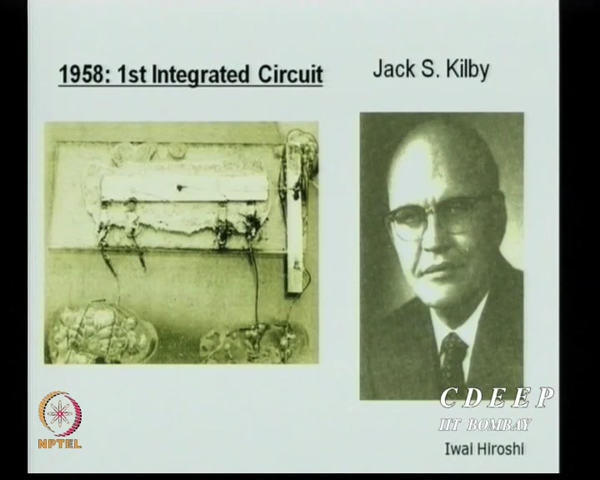 1958: 1st Integrated Circuit
Jack S. Kilby
CDEEP
IIT BOMBAY
NPTEL
Iwai Hiroshi